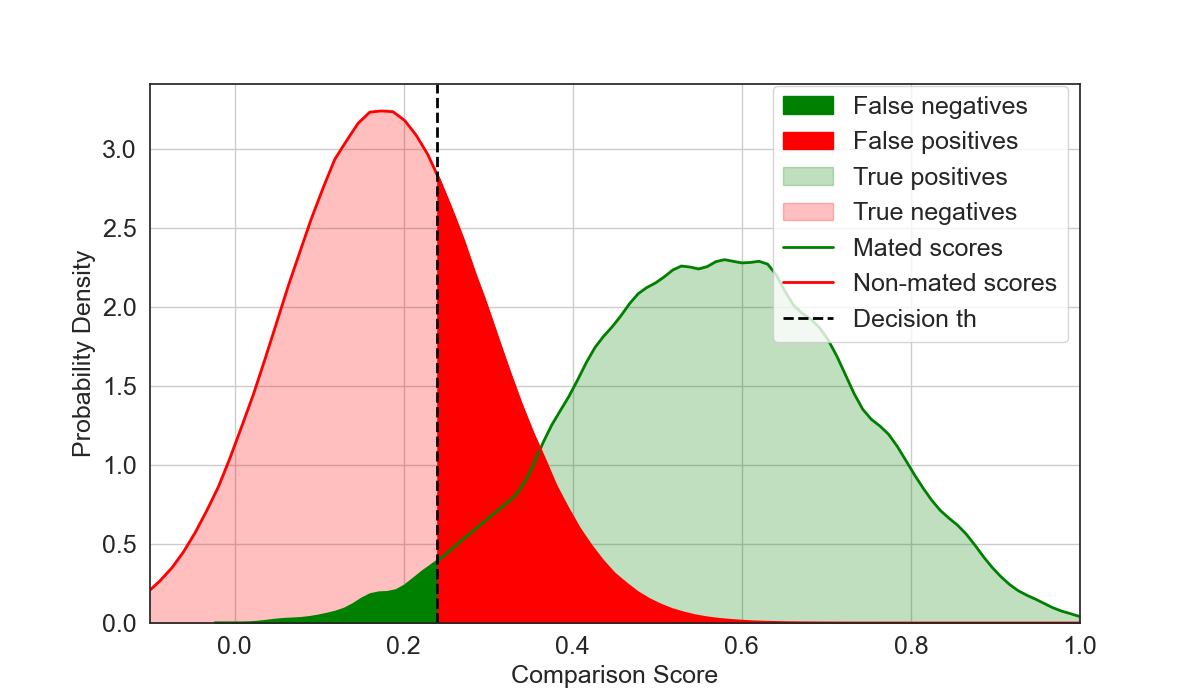 False negatives
False positives
True positives
True negatives
Mated scores
Non-mated scores
Decision th
3.0
2.5
2.0
1.5
1.0
0.5
0.0
Probability Density
0.0 0.2 0.4 0.6 0.8 1.0
Comparison Score